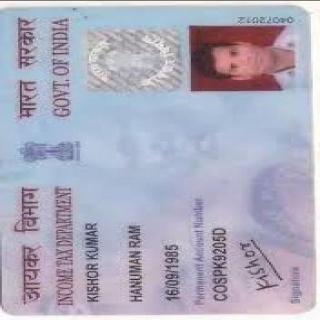 आयकर विभाग
INCOME TAX DEPARTMENT
भारत सरकार
GOVT. OF INDIA
KISHOR KUMAR
HANUMAN RAM
16/09/1985
Permanent Account Number
COSPK9205D
Kishor
Signature
04072012